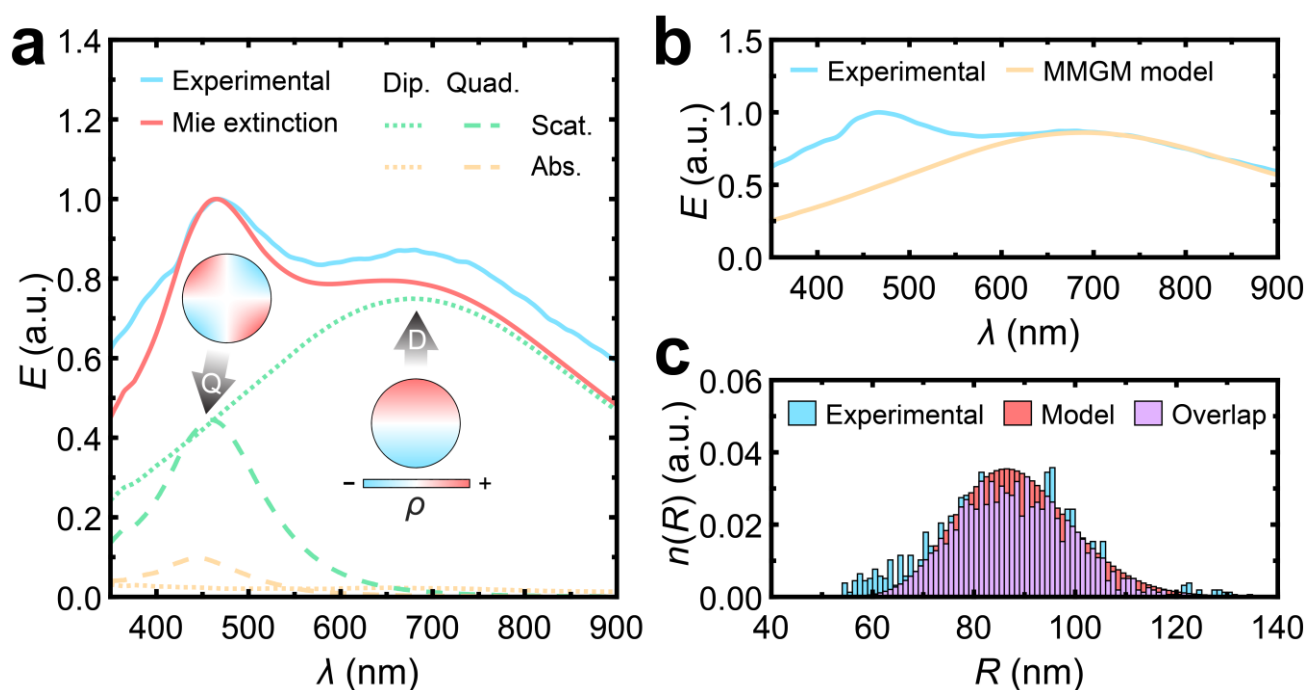 a
1.4
1.2
1.0
0.8
0.6
0.4
0.2
0.0
E (a.u.)
Experimental
Mie extinction
Dip. Quad.
Scat.
Abs.
Q
D
− +
ρ
400 500 600 700 800 900
λ (nm)
b
1.5
1.0
0.5
0.0
E (a.u.)
Experimental MMGM model
400 500 600 700 800 900
λ (nm)
c
0.06
0.04
0.02
0.00
n(R) (a.u.)
Experimental Model Overlap
40 60 80 100 120 140
R (nm)